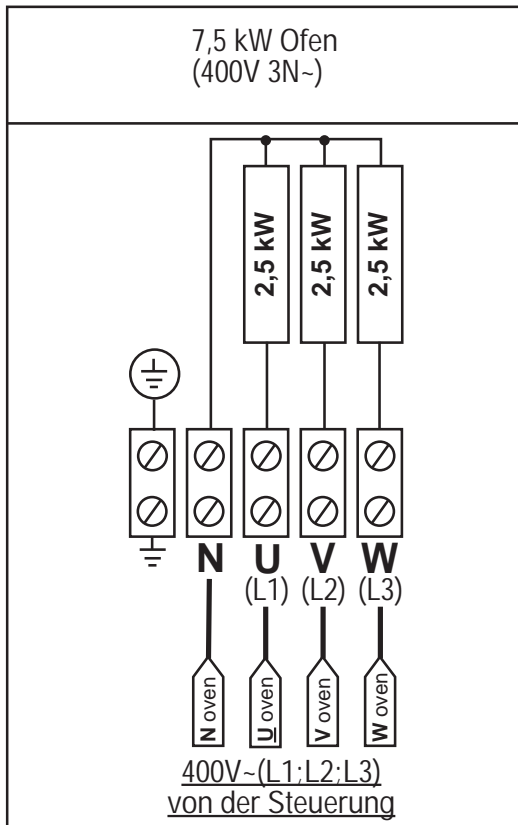 7,5 kW Ofen
(400V 3N~)
2,5 kW
2,5 kW
2,5 kW
N U V W
(L1) (L2) (L3)
N oven
U oven
V oven
W oven
400V~(L1;L2;L3)
von der Steuerung